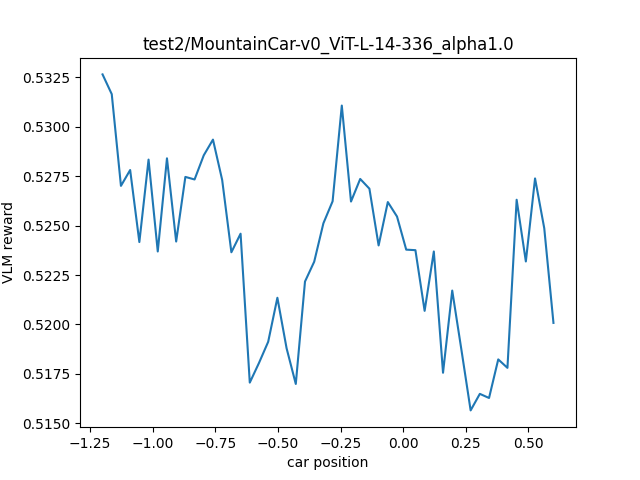 test2/MountainCar-v0_ViT-L-14-336_alpha1.0
0.5325
0.5300
0.5275
0.5250
0.5225
0.5200
0.5175
0.5150
VLM reward
−1.25 −1.00 −0.75 −0.50 −0.25 0.00 0.25 0.50
car position